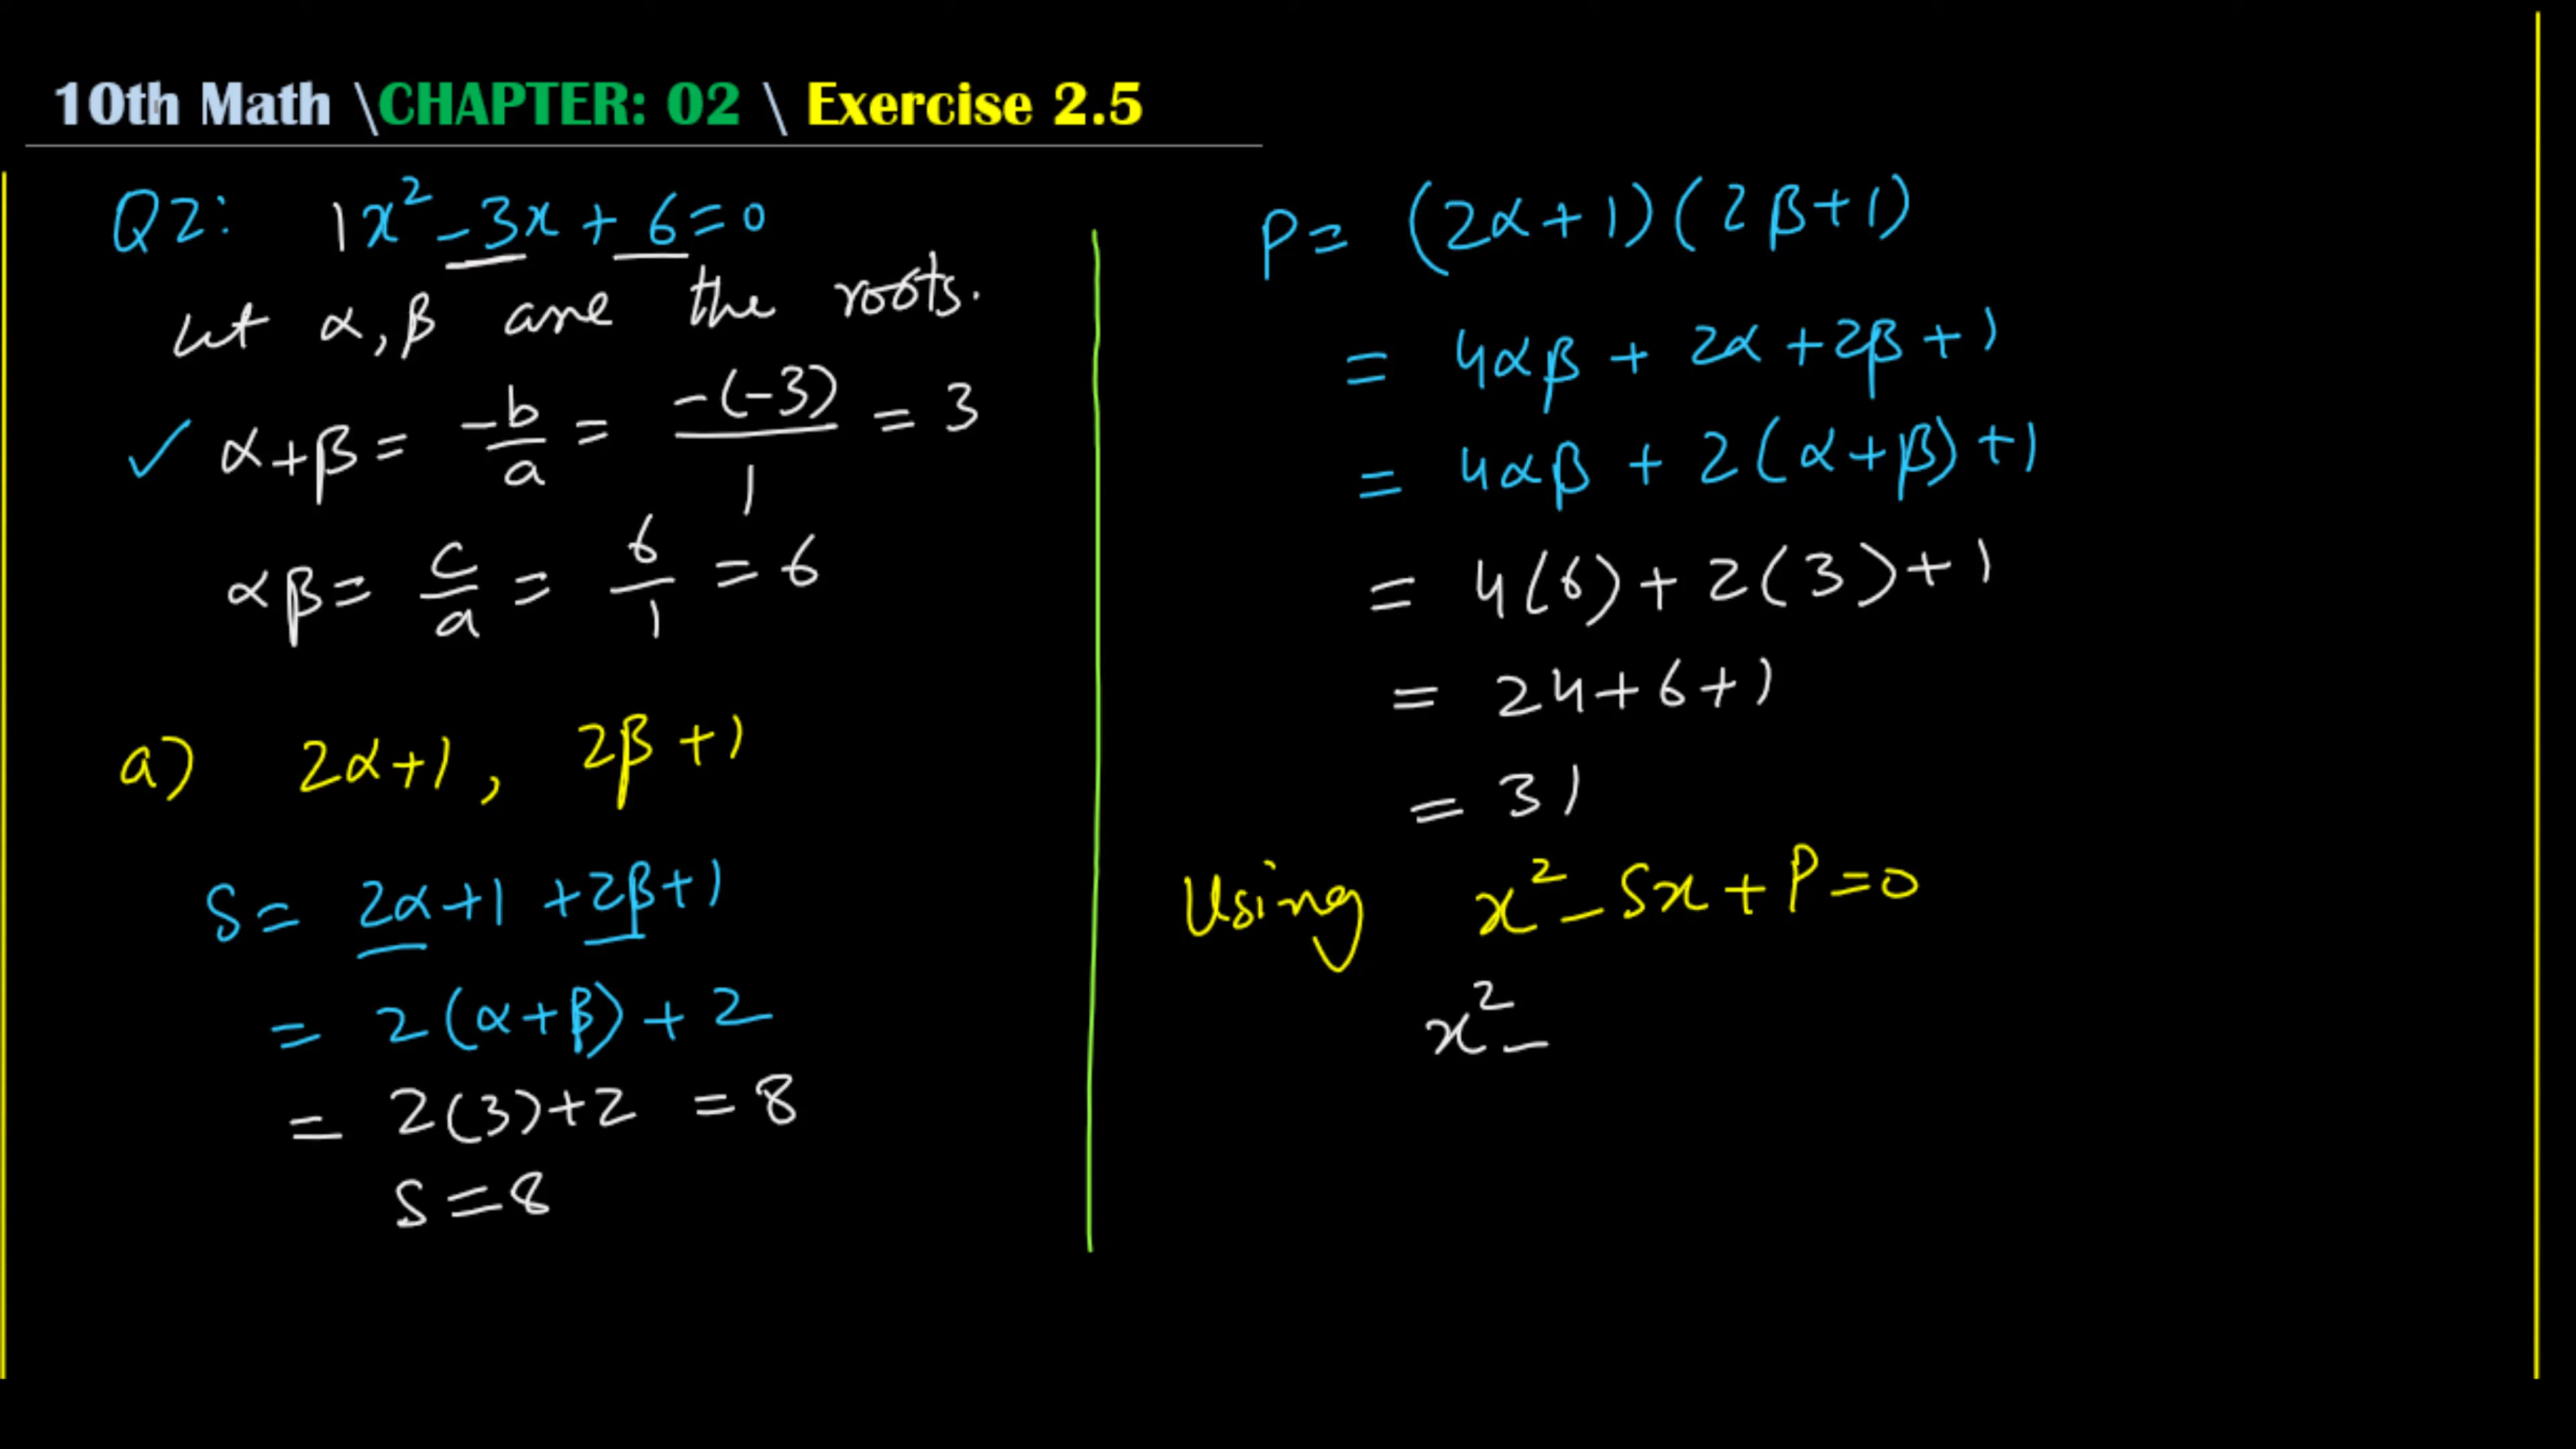 10th Math \CHAPTER: 02 \ Exercise 2.5
Q2: 1x² - 3x + 6 = 0
let α, β are the roots.
✓ α+β = -b/a = -(-3)/1 = 3
αβ = c/a = 6/1 = 6
a) 2α+1, 2β+1
S = 2α+1 + 2β+1
= 2(α+β) + 2
= 2(3)+2 = 8
S = 8
P = (2α+1)(2β+1)
= 4αβ + 2α + 2β + 1
= 4αβ + 2(α+β) + 1
= 4(6) + 2(3) + 1
= 24 + 6 + 1
= 31
Using x² - Sx + P = 0
x² -